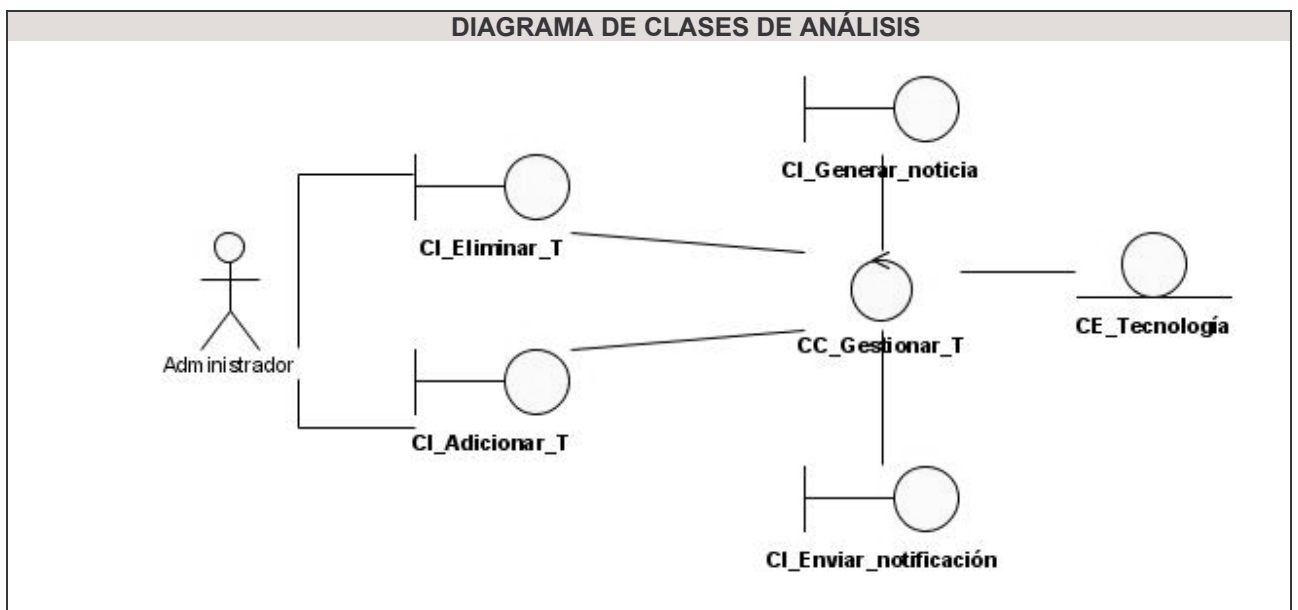 DIAGRAMA DE CLASES DE ANÁLISIS
CI_Generar_noticia
CI_Eliminar_T
CE_Tecnología
CC_Gestionar_T
Administrador
CI_Adicionar_T
CI_Enviar_notificación